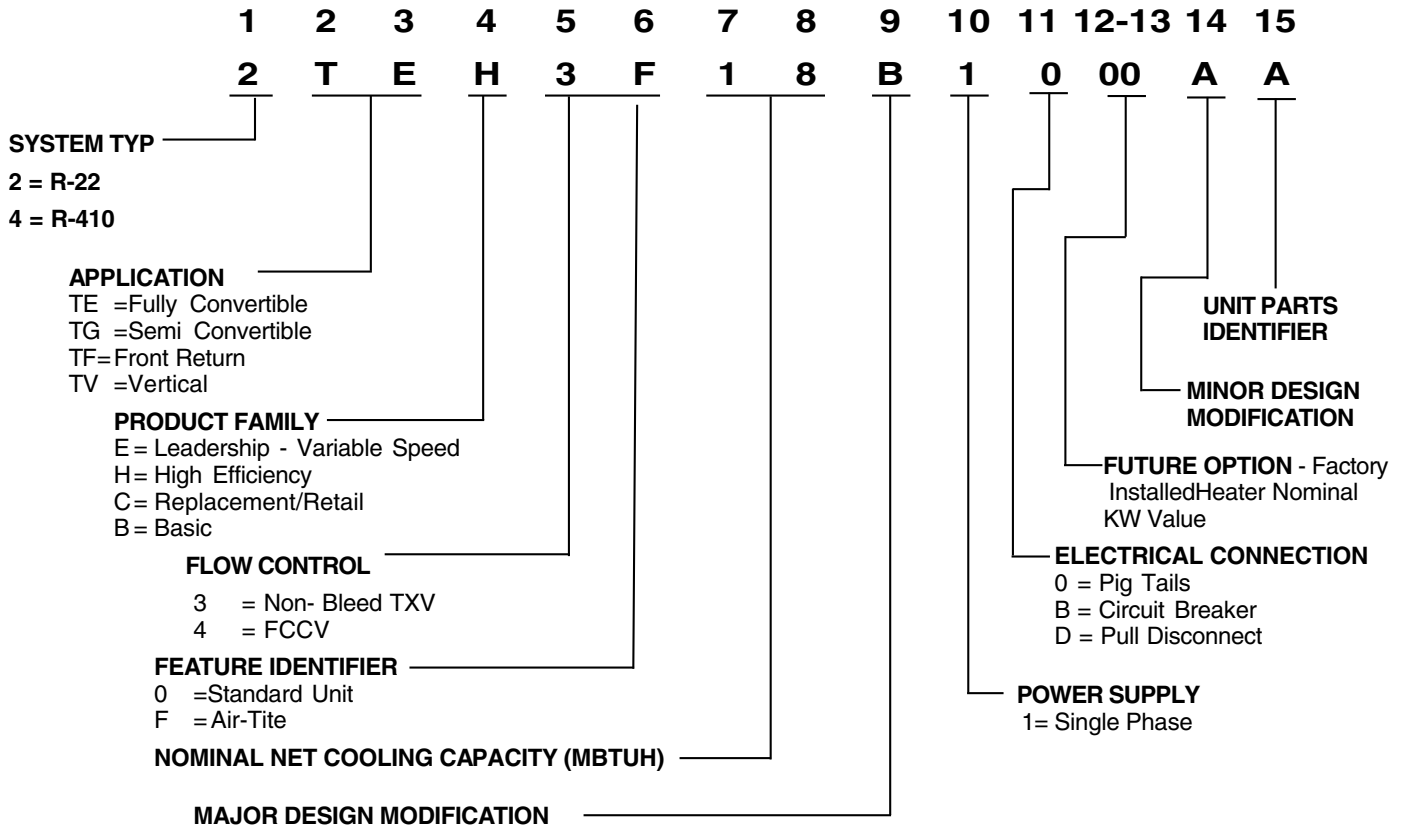 1 2 3 4 5 6 7 8 9 10 11 12-13 14 15
2 T E H 3 F 1 8 B 1 0 00 A A
SYSTEM TYP
2 = R-22
4 = R-410
APPLICATION
TE =Fully Convertible
TG =Semi Convertible
TF=Front Return
TV =Vertical
PRODUCT FAMILY
E= Leadership - Variable Speed
H= High Efficiency
C= Replacement/Retail
B= Basic
FLOW CONTROL
3 = Non- Bleed TXV
4 = FCCV
FEATURE IDENTIFIER
0 =Standard Unit
F =Air-Tite
NOMINAL NET COOLING CAPACITY (MBTUH)
MAJOR DESIGN MODIFICATION
UNIT PARTS
IDENTIFIER
MINOR DESIGN
MODIFICATION
FUTURE OPTION - Factory
InstalledHeater Nominal
KW Value
ELECTRICAL CONNECTION
0 = Pig Tails
B = Circuit Breaker
D = Pull Disconnect
POWER SUPPLY
1= Single Phase